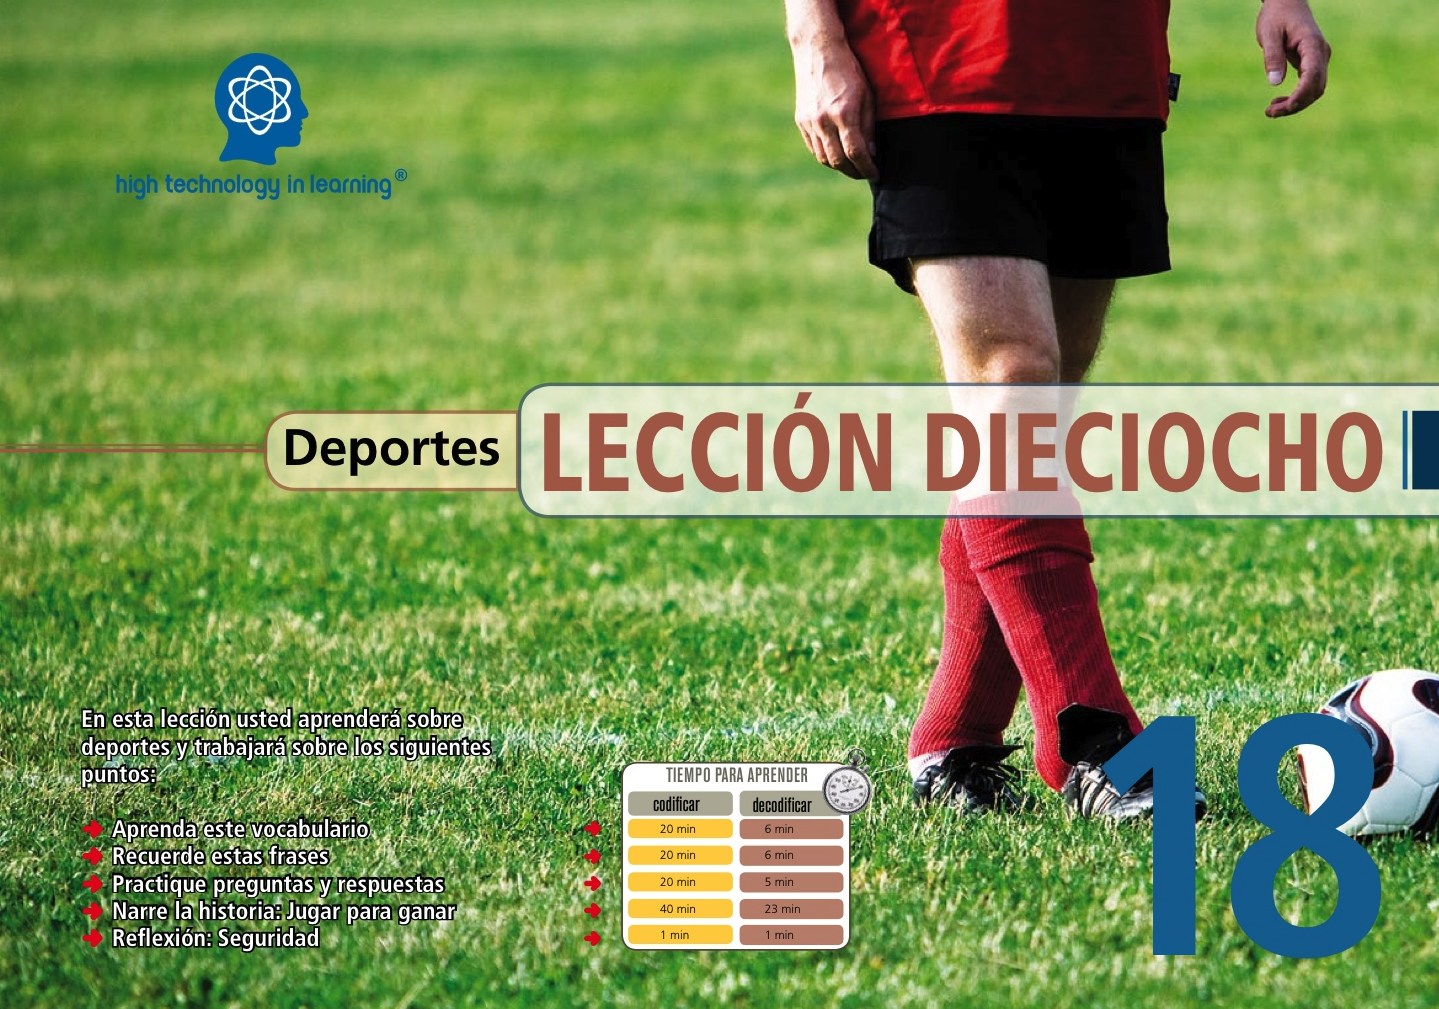 high technology in learning®
Deportes
LECCIÓN DIECIOCHO
En esta lección usted aprenderá sobre
deportes y trabajará sobre los siguientes
puntos:
Aprenda este vocabulario
Recuerde estas frases
Practique preguntas y respuestas
Narre la historia: Jugar para ganar
Reflexión: Seguridad
TIEMPO PARA APRENDER
codificar decodificar
20 min 6 min
20 min 6 min
20 min 5 min
40 min 23 min
1 min 1 min
18